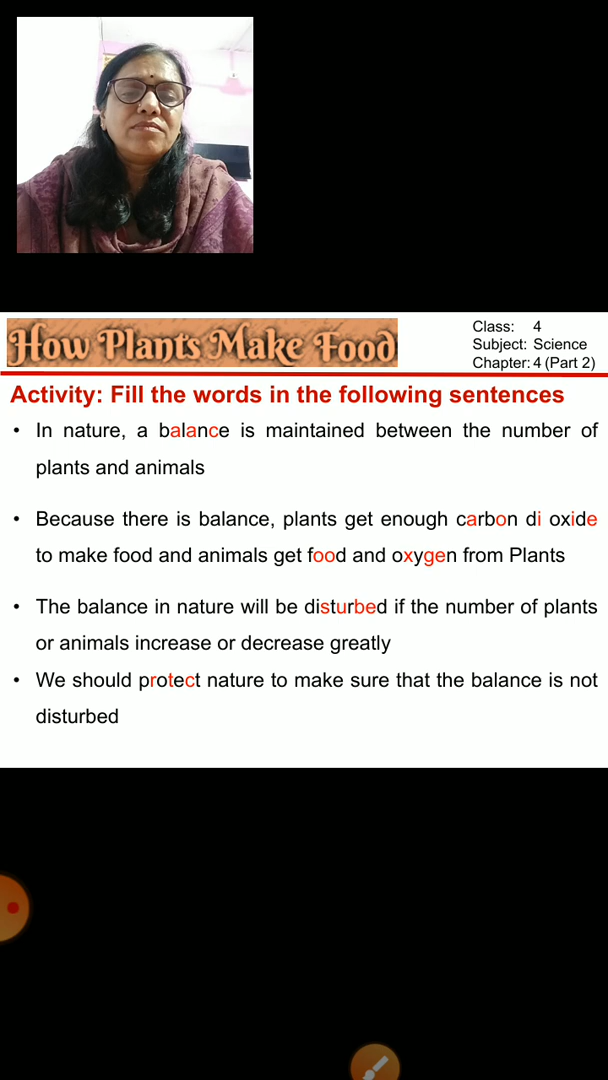 How Plants Make Food
Class: 4
Subject: Science
Chapter: 4 (Part 2)
Activity: Fill the words in the following sentences
• In nature, a balance is maintained between the number of
plants and animals
• Because there is balance, plants get enough carbon di oxide
to make food and animals get food and oxygen from Plants
• The balance in nature will be disturbed if the number of plants
or animals increase or decrease greatly
• We should protect nature to make sure that the balance is not
disturbed